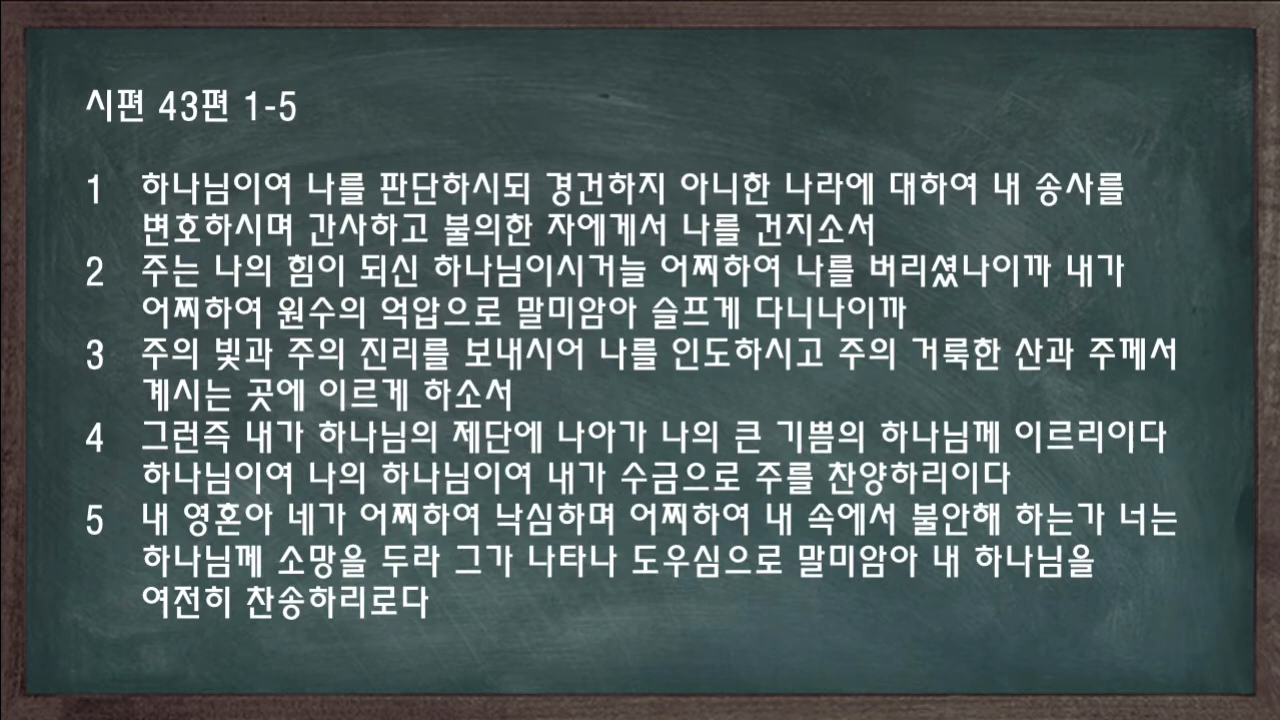 시편 43편 1-5
1 하나님이여 나를 판단하시되 경건하지 아니한 나라에 대하여 내 송사를
변호하시며 간사하고 불의한 자에게서 나를 건지소서
2 주는 나의 힘이 되신 하나님이시거늘 어찌하여 나를 버리셨나이까 내가
어찌하여 원수의 억압으로 말미암아 슬프게 다니나이까
3 주의 빛과 주의 진리를 보내시어 나를 인도하시고 주의 거룩한 산과 주께서
계시는 곳에 이르게 하소서
4 그런즉 내가 하나님의 제단에 나아가 나의 큰 기쁨의 하나님께 이르리이다
하나님이여 나의 하나님이여 내가 수금으로 주를 찬양하리이다
5 내 영혼아 네가 어찌하여 낙심하며 어찌하여 내 속에서 불안해 하는가 너는
하나님께 소망을 두라 그가 나타나 도우심으로 말미암아 내 하나님을
여전히 찬송하리로다